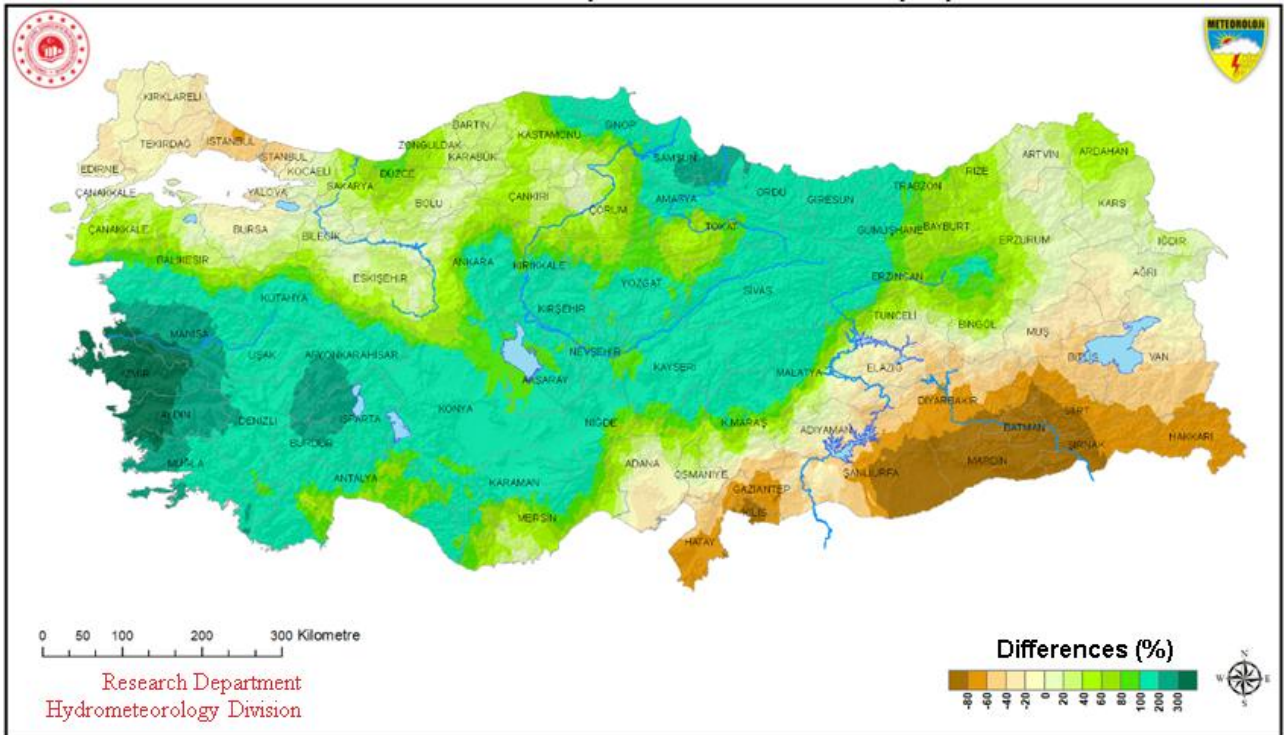 METEOROLOJİ
KIRKLARELİ
TEKİRDAĞ
İSTANBUL
İSTANBUL
EDİRNE
KOCAELİ
ÇANAKKALE
YALOVA
SAKARYA
DÜZCE
ZONGULDAK
BARTIN
KARABÜK
KASTAMONU
SİNOP
SAMSUN
ARTVİN
ARDAHAN
RİZE
TRABZON
ÇANKIRI
ÇORUM
AMASYA
ORDU
GİRESUN
KARS
BOLU
ÇANAKKALE
BURSA
BİLECİK
TOKAT
GÜMÜŞHANE
BAYBURT
ERZURUM
IĞDIR
BALIKESİR
ESKİŞEHİR
ANKARA
KIRIKKALE
YOZGAT
SİVAS
ERZİNCAN
AĞRI
KÜTAHYA
KIRŞEHİR
TUNCELİ
BİNGÖL
MUŞ
MANİSA
UŞAK
AFYONKARAHİSAR
NEVŞEHİR
KAYSERİ
MALATYA
ELAZIĞ
BİTLİS
VAN
İZMİR
AKSARAY
DİYARBAKIR
SİİRT
AYDIN
DENİZLİ
ISPARTA
KONYA
NİĞDE
K.MARAŞ
ADIYAMAN
BATMAN
ŞIRNAK
HAKKARİ
BURDUR
MUĞLA
ANTALYA
KARAMAN
ADANA
OSMANİYE
GAZİANTEP
ŞANLIURFA
MARDİN
MERSİN
KİLİS
HATAY
0 50 100 200 300 Kilometre
Research Department
Hydrometeorology Division
Differences (%)
-80 -60 -40 -20 0 20 40 60 80 100 200 300
N
W E
S